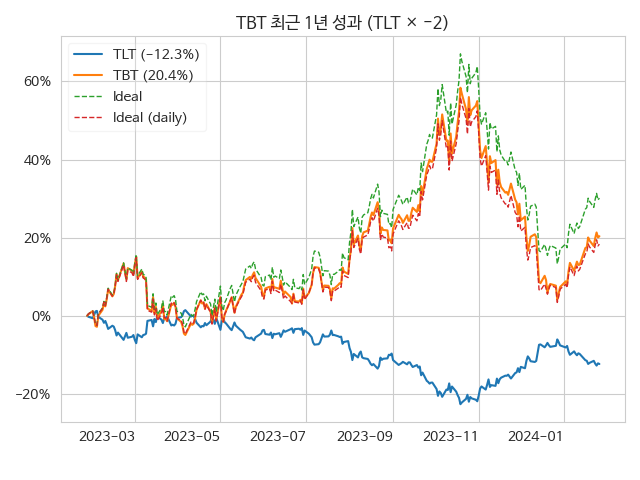 TBT 최근 1년 성과 (TLT × −2)
TLT (−12.3%)
TBT (20.4%)
Ideal
Ideal (daily)
60%
40%
20%
0%
−20%
2023−03
2023−05
2023−07
2023−09
2023−11
2024−01